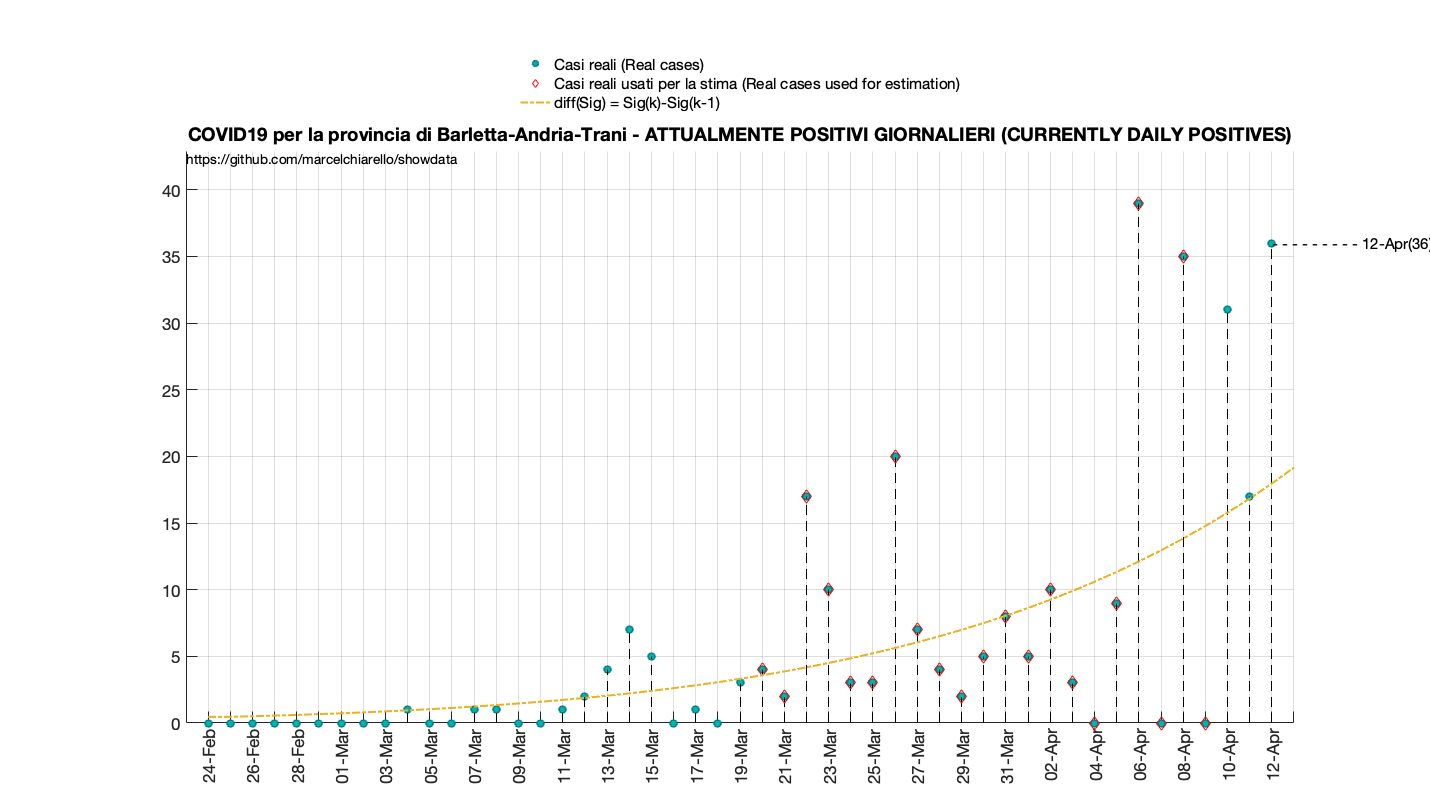 Casi reali (Real cases)
Casi reali usati per la stima (Real cases used for estimation)
diff(Sig) = Sig(k)-Sig(k-1)
COVID19 per la provincia di Barletta-Andria-Trani - ATTUALMENTE POSITIVI GIORNALIERI (CURRENTLY DAILY POSITIVES)
https://github.com/marcelchiarello/showdata
40
35
30
25
20
15
10
5
0
12-Apr(36)
24-Feb
26-Feb
28-Feb
01-Mar
03-Mar
05-Mar
07-Mar
09-Mar
11-Mar
13-Mar
15-Mar
17-Mar
19-Mar
21-Mar
23-Mar
25-Mar
27-Mar
29-Mar
31-Mar
02-Apr
04-Apr
06-Apr
08-Apr
10-Apr
12-Apr